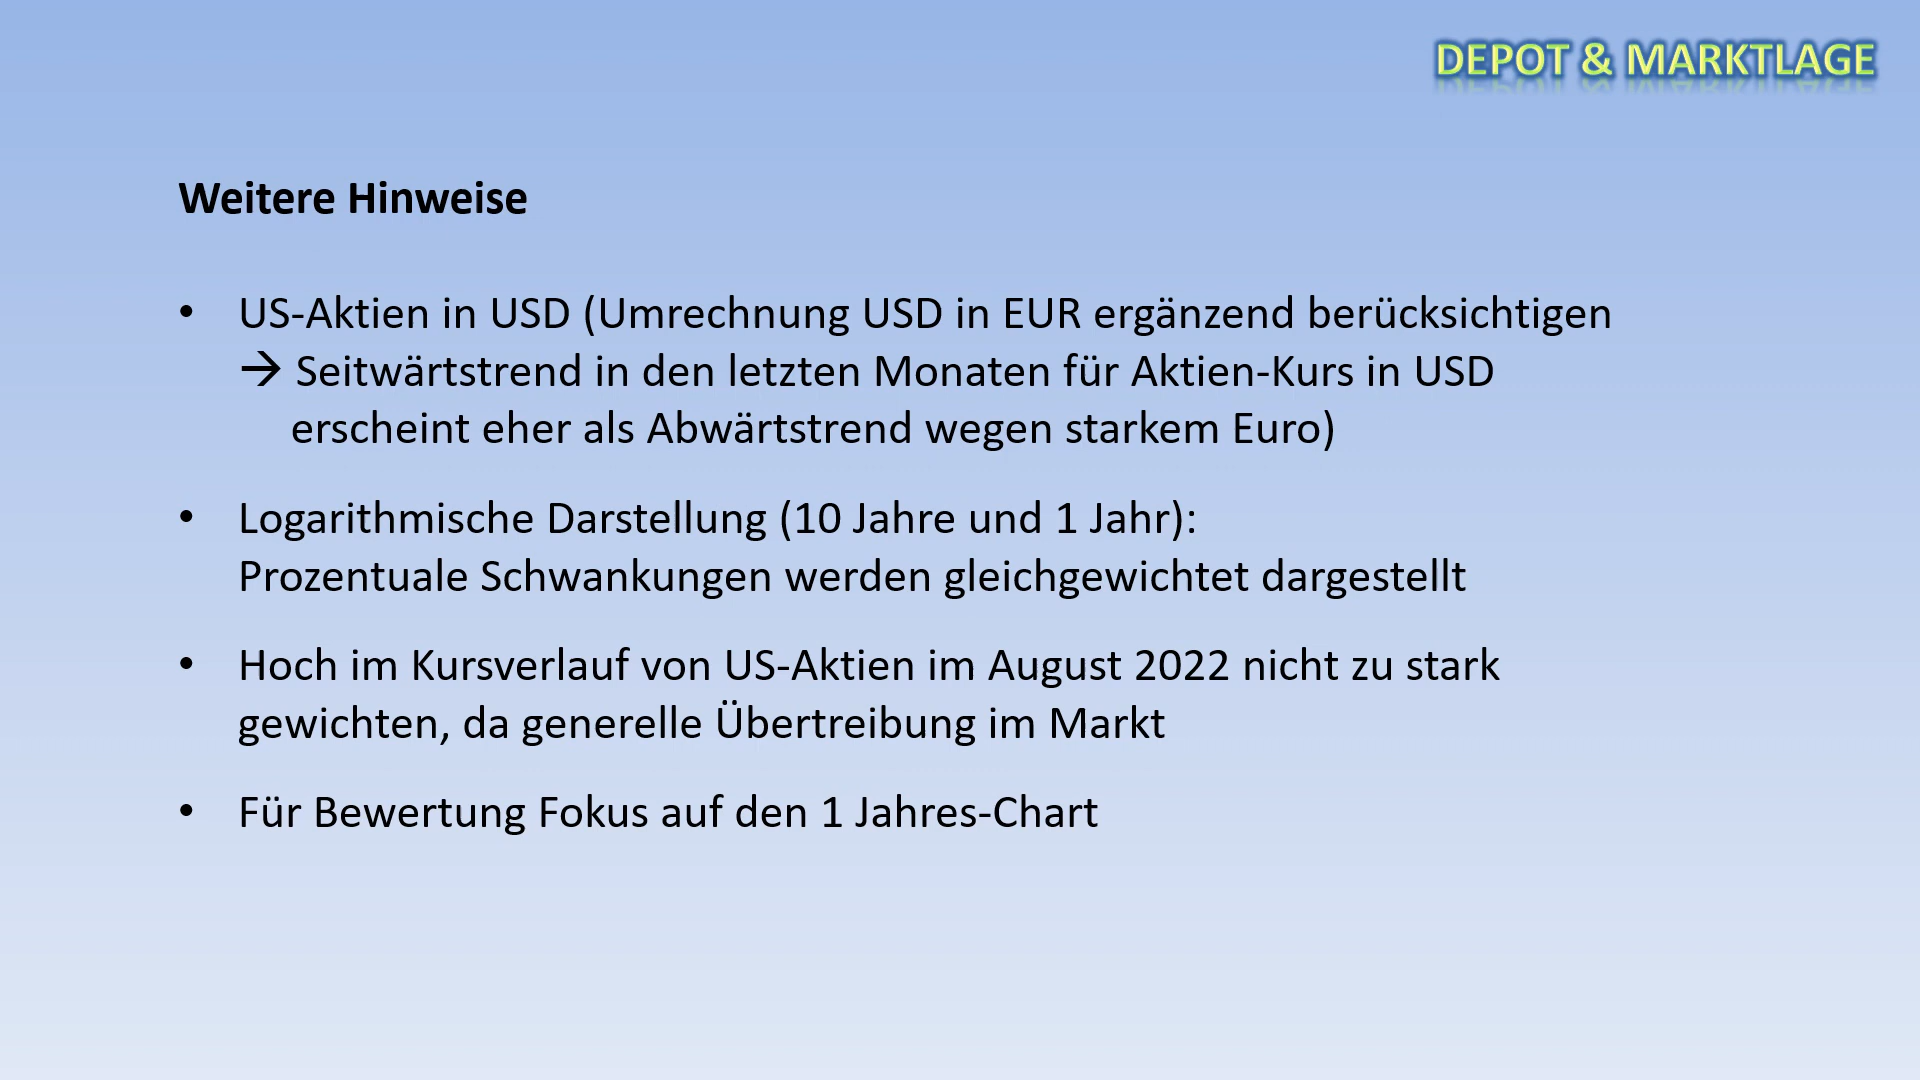 DEPOT & MARKTLAGE
Weitere Hinweise
• US-Aktien in USD (Umrechnung USD in EUR ergänzend berücksichtigen
→ Seitwärtstrend in den letzten Monaten für Aktien-Kurs in USD
erscheint eher als Abwärtstrend wegen starkem Euro)
• Logarithmische Darstellung (10 Jahre und 1 Jahr):
Prozentuale Schwankungen werden gleichgewichtet dargestellt
• Hoch im Kursverlauf von US-Aktien im August 2022 nicht zu stark
gewichten, da generelle Übertreibung im Markt
• Für Bewertung Fokus auf den 1 Jahres-Chart